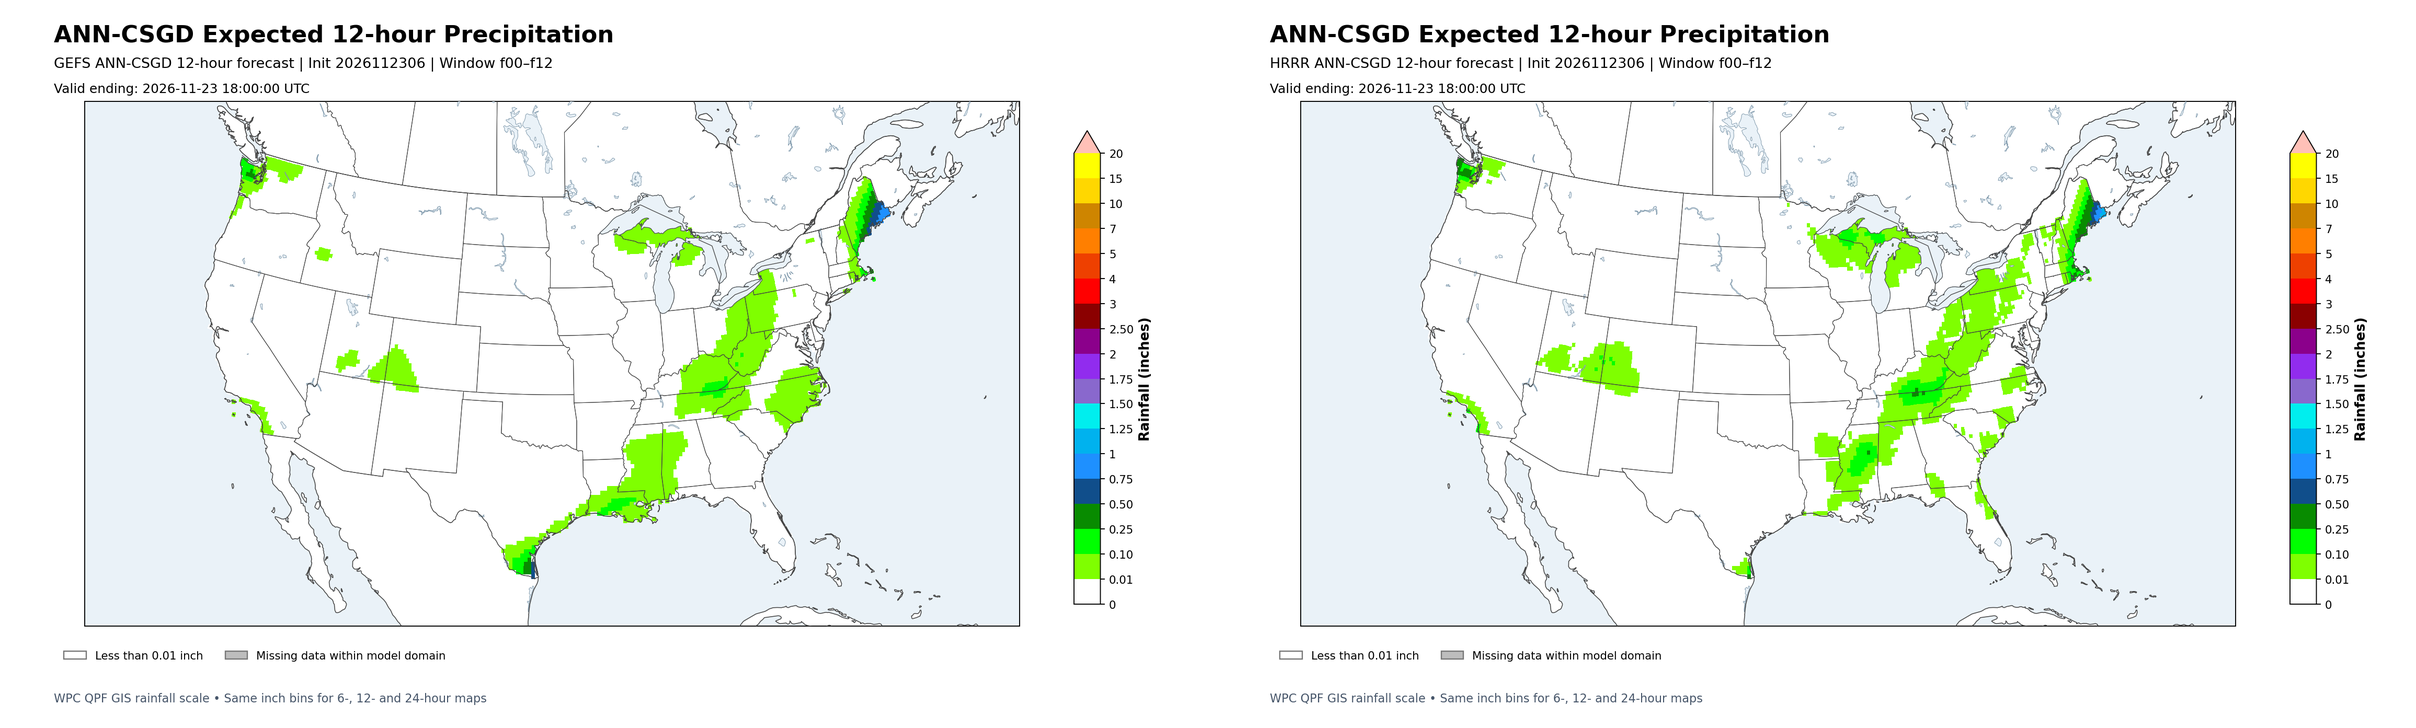 ANN-CSGD Expected 12-hour Precipitation
GEFS ANN-CSGD 12-hour forecast | Init 2026112306 | Window f00–f12
Valid ending: 2026-11-23 18:00:00 UTC
20
15
10
7
5
4
3
2.50
2
1.75
1.50
1.25
1
0.75
0.50
0.25
0.10
0.01
0
Rainfall (inches)
Less than 0.01 inch
Missing data within model domain
WPC QPF GIS rainfall scale • Same inch bins for 6-, 12- and 24-hour maps
ANN-CSGD Expected 12-hour Precipitation
HRRR ANN-CSGD 12-hour forecast | Init 2026112306 | Window f00–f12
Valid ending: 2026-11-23 18:00:00 UTC
20
15
10
7
5
4
3
2.50
2
1.75
1.50
1.25
1
0.75
0.50
0.25
0.10
0.01
0
Rainfall (inches)
Less than 0.01 inch
Missing data within model domain
WPC QPF GIS rainfall scale • Same inch bins for 6-, 12- and 24-hour maps